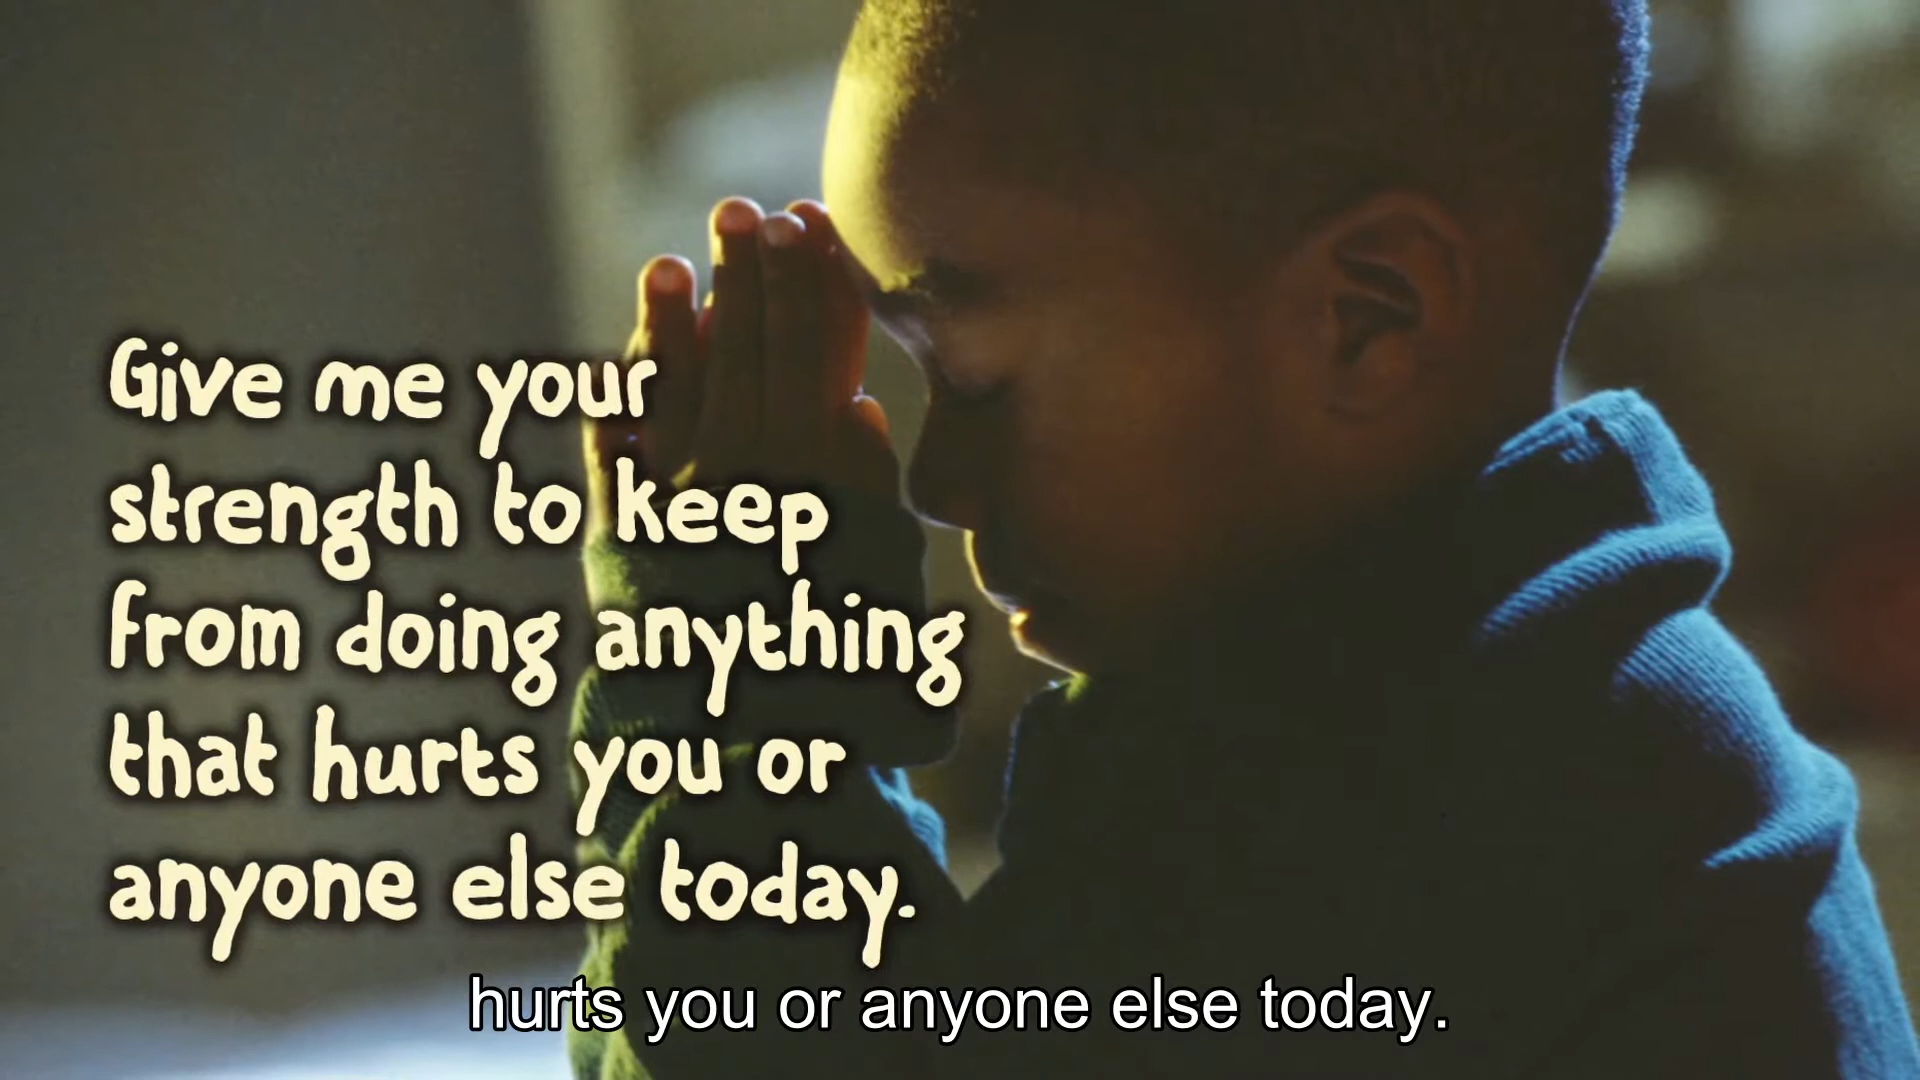 Give me your
strength to keep
from doing anything
that hurts you or
anyone else today.
hurts you or anyone else today.